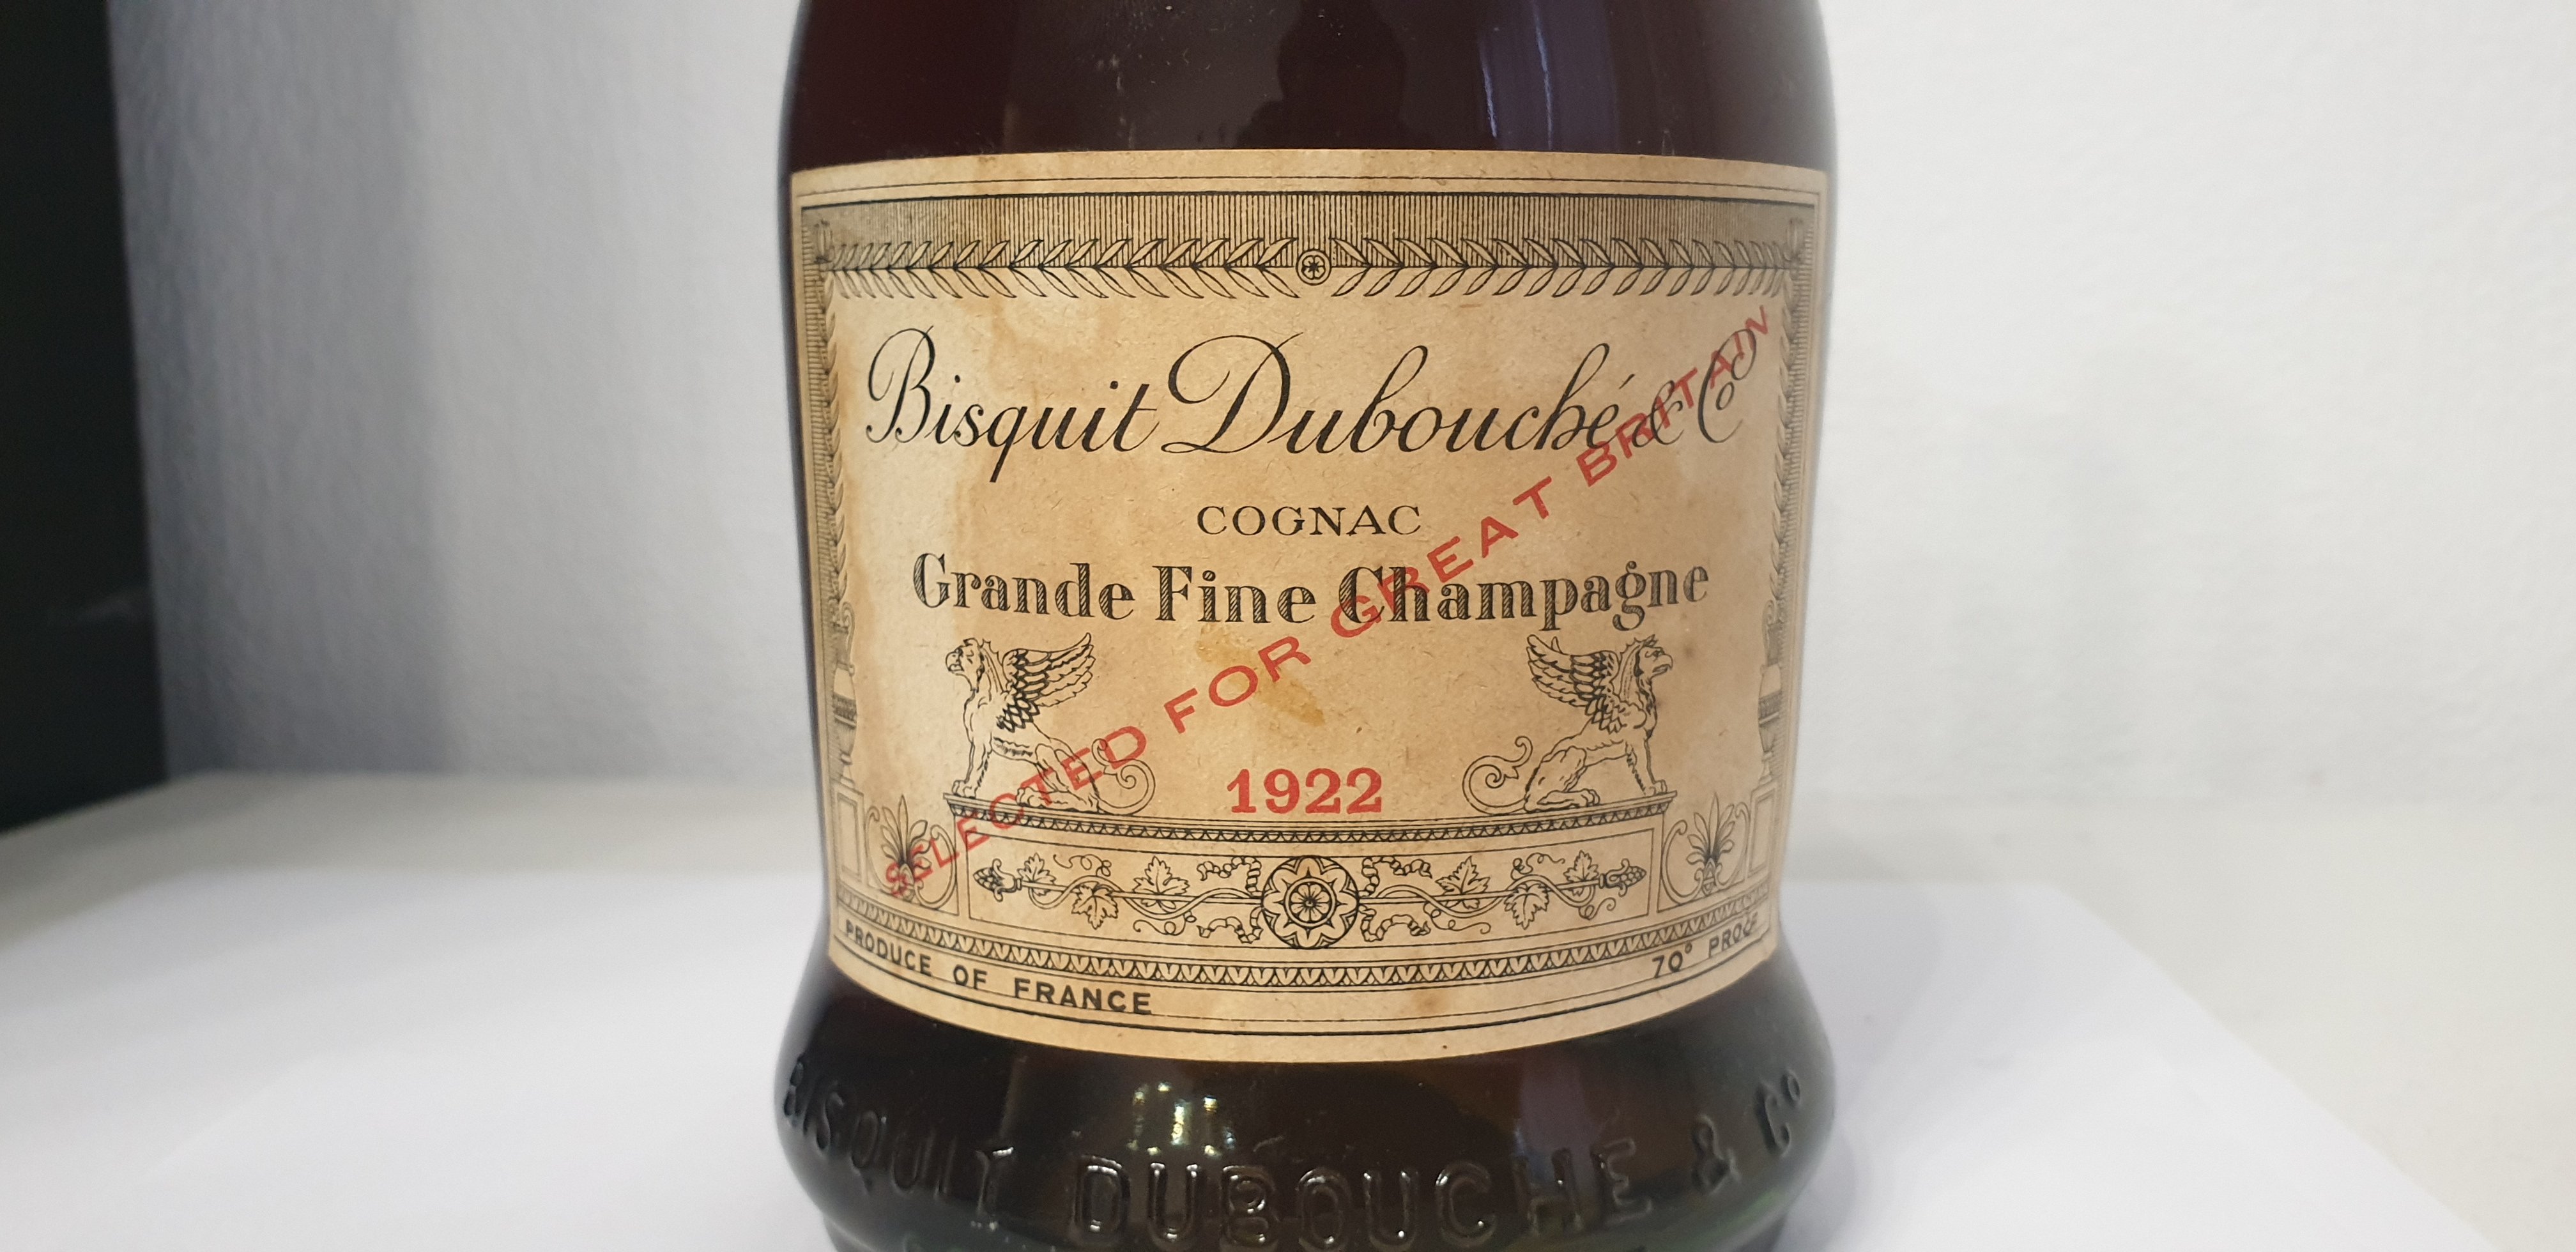 Bisquit Dubouché & Cº
COGNAC
Grande Fine Champagne
SELECTED FOR GREAT BRITAIN
1922
PRODUCE OF FRANCE
70° PROOF
BISQUIT DUBOUCHÉ & Cº